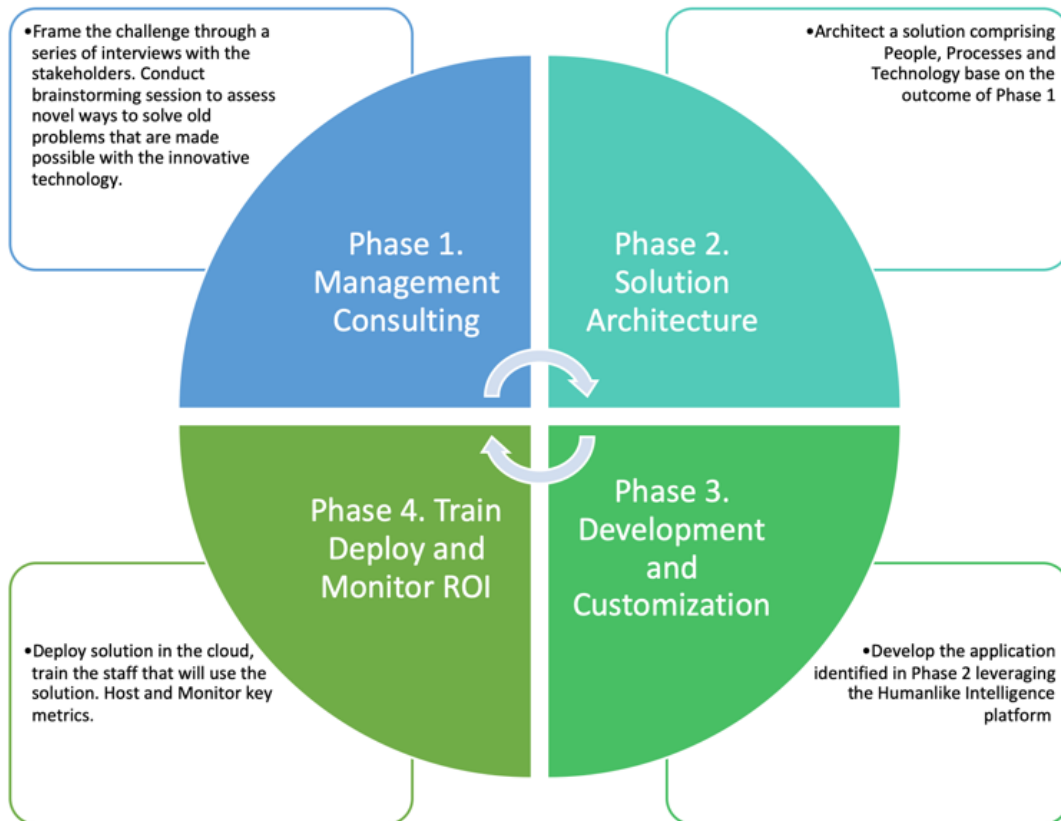 •Frame the challenge through a
series of interviews with the
stakeholders. Conduct
brainstorming session to assess
novel ways to solve old
problems that are made
possible with the innovative
technology.
•Architect a solution comprising
People, Processes and
Technology base on the
outcome of Phase 1
Phase 1.
Management
Consulting
Phase 2.
Solution
Architecture
Phase 4. Train
Deploy and
Monitor ROI
Phase 3.
Development
and
Customization
•Deploy solution in the cloud,
train the staff that will use the
solution. Host and Monitor key
metrics.
•Develop the application
identified in Phase 2 leveraging
the Humanlike Intelligence
platform